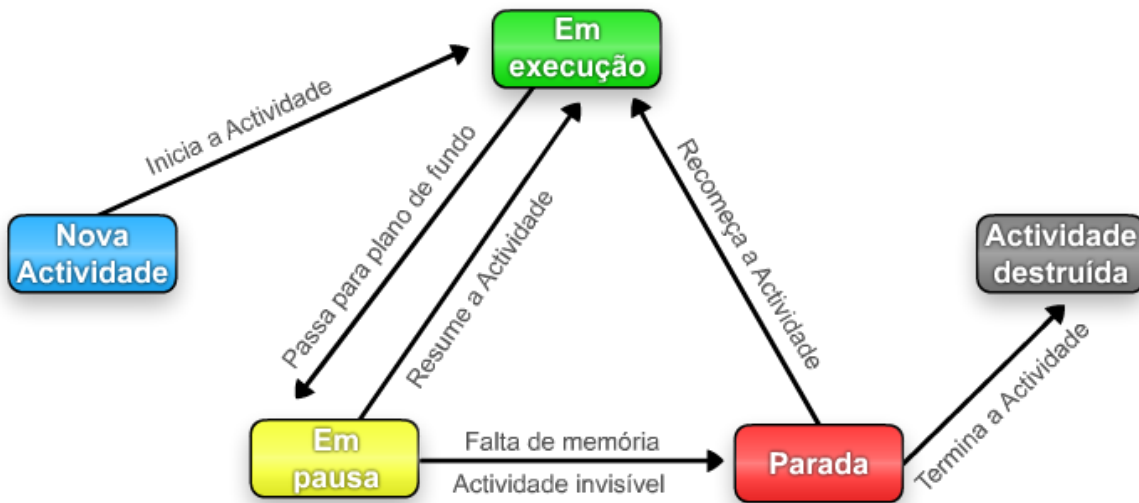 Em
execução
Inicia a Actividade
Passa para plano de fundo
Resume a Actividade
Recomeça a Actividade
Nova
Actividade
Actividade
destruída
Em
pausa
Falta de memória
Actividade invisível
Parada
Termina a Actividade